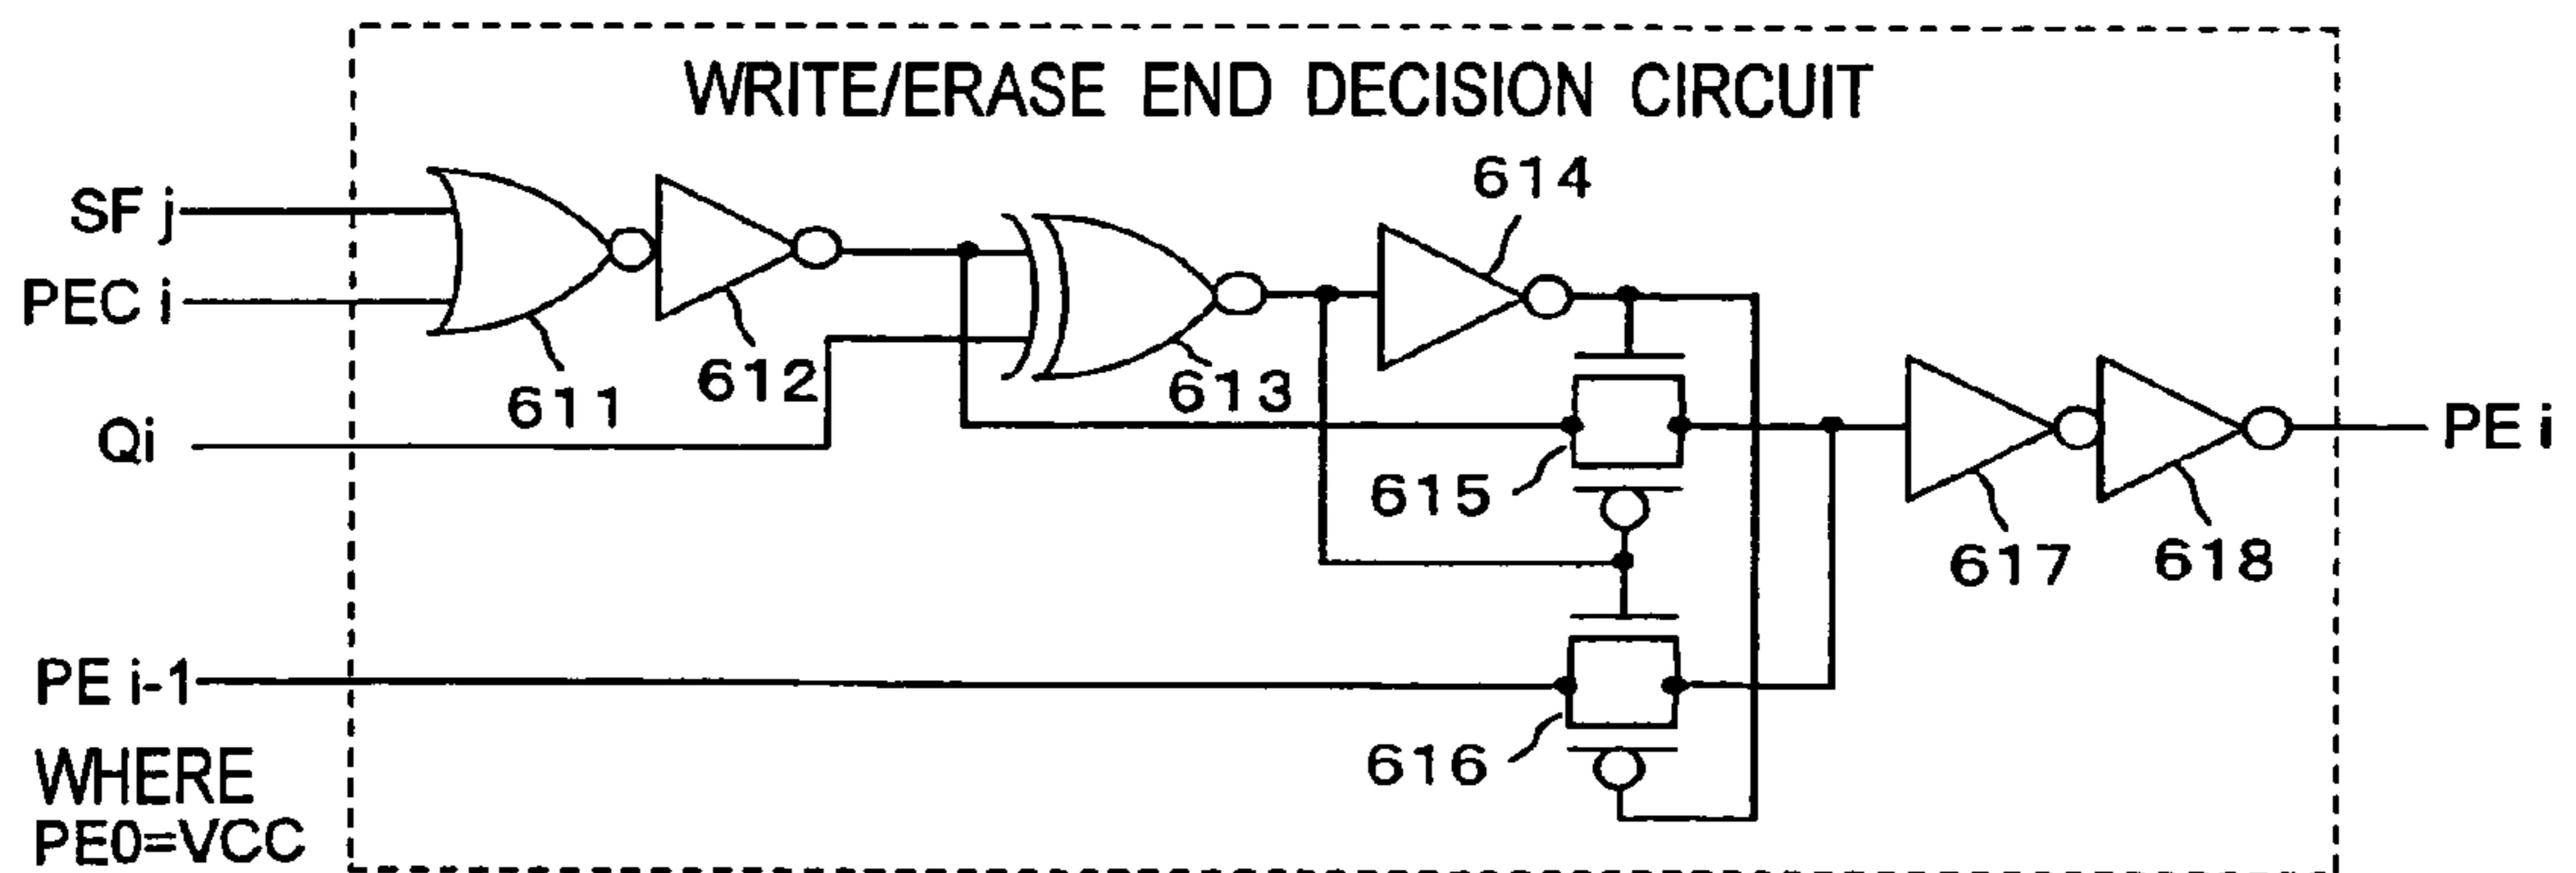 WRITE/ERASE END DECISION CIRCUIT
614
SF j
PEC i
611
612
613
Qi
PE i
615
617
618
PE i-1
616
WHERE
PE0=VCC